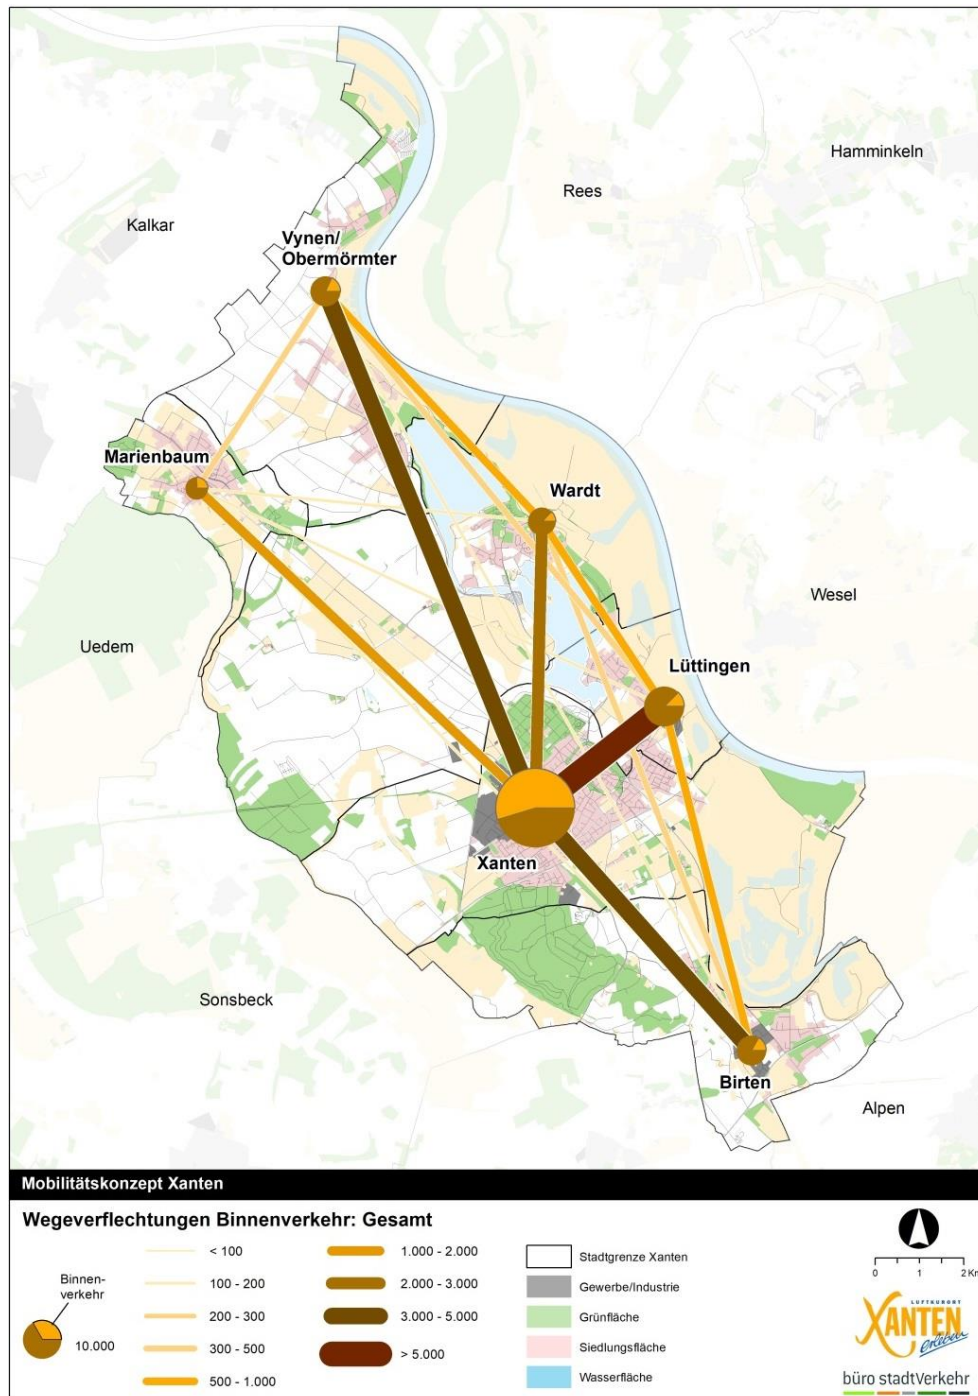 Hamminkeln
Rees
Kalkar
Vynen/
Obermörmter
Marienbaum
Wardt
Wesel
Uedem
Lüttingen
Xanten
Sonsbeck
Birten
Alpen
Mobilitätskonzept Xanten
Wegeverflechtungen Binnenverkehr: Gesamt
Binnen-
verkehr
10.000
< 100
100 - 200
200 - 300
300 - 500
500 - 1.000
1.000 - 2.000
2.000 - 3.000
3.000 - 5.000
> 5.000
Stadtgrenze Xanten
Gewerbe/Industrie
Grünfläche
Siedlungsfläche
Wasserfläche
0 1 2 Km
LUFTKURORT
XANTEN
erleben
büro stadtVerkehr